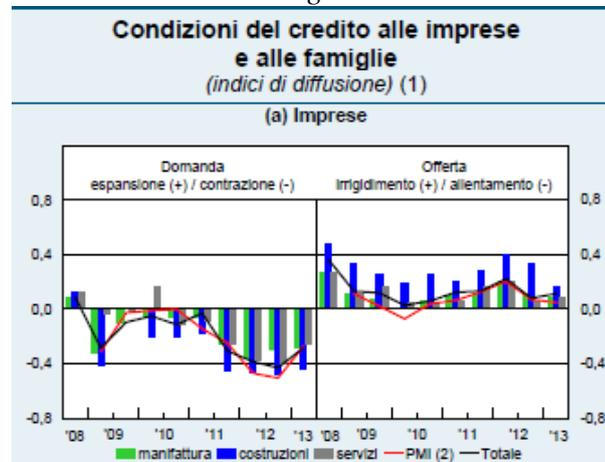 Condizioni del credito alle imprese
e alle famiglie
(indici di diffusione) (1)
(a) Imprese
Domanda
espansione (+) / contrazione (-)
Offerta
irrigidimento (+) / allentamento (-)
0,8
0,4
0,0
-0,4
-0,8
0,8
0,4
0,0
-0,4
-0,8
'08 '09 '10 '11 '12 '13 '08 '09 '10 '11 '12 '13
manifattura costruzioni servizi PMI (2) Totale